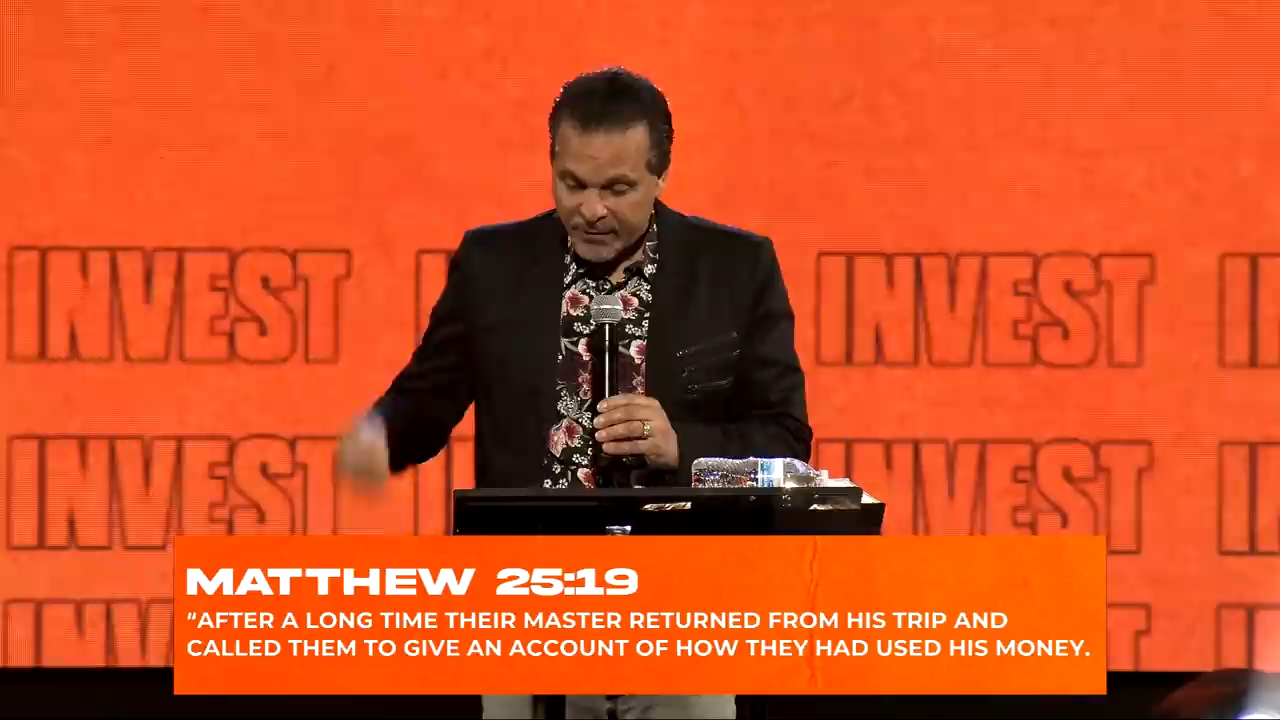 INVEST INVEST
INVEST INVEST
MATTHEW 25:19
“AFTER A LONG TIME THEIR MASTER RETURNED FROM HIS TRIP AND
CALLED THEM TO GIVE AN ACCOUNT OF HOW THEY HAD USED HIS MONEY.